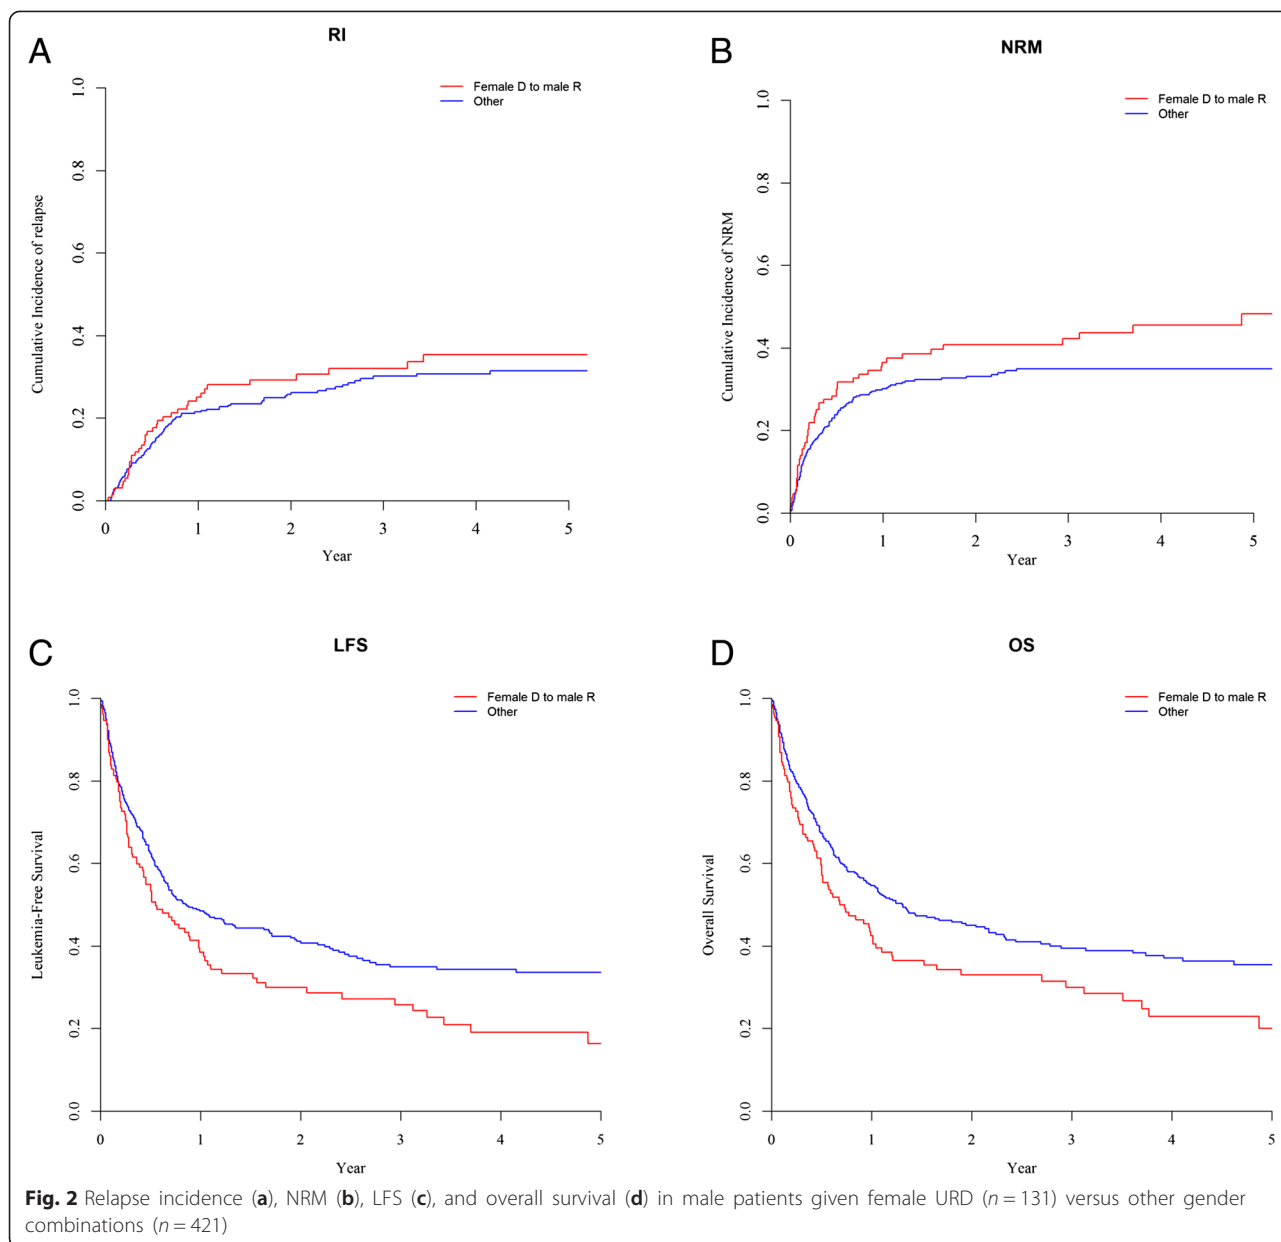 A
RI
Female D to male R
Other
Cumulative Incidence of relapse
1.0
0.8
0.6
0.4
0.2
0.0
0 1 2 3 4 5
Year
B
NRM
Female D to male R
Other
Cumulative Incidence of NRM
1.0
0.8
0.6
0.4
0.2
0.0
0 1 2 3 4 5
Year
C
LFS
Female D to male R
Other
Leukemia-Free Survival
1.0
0.8
0.6
0.4
0.2
0.0
0 1 2 3 4 5
Year
D
OS
Female D to male R
Other
Overall Survival
1.0
0.8
0.6
0.4
0.2
0.0
0 1 2 3 4 5
Year
Fig. 2 Relapse incidence (a), NRM (b), LFS (c), and overall survival (d) in male patients given female URD (n = 131) versus other gender
combinations (n = 421)